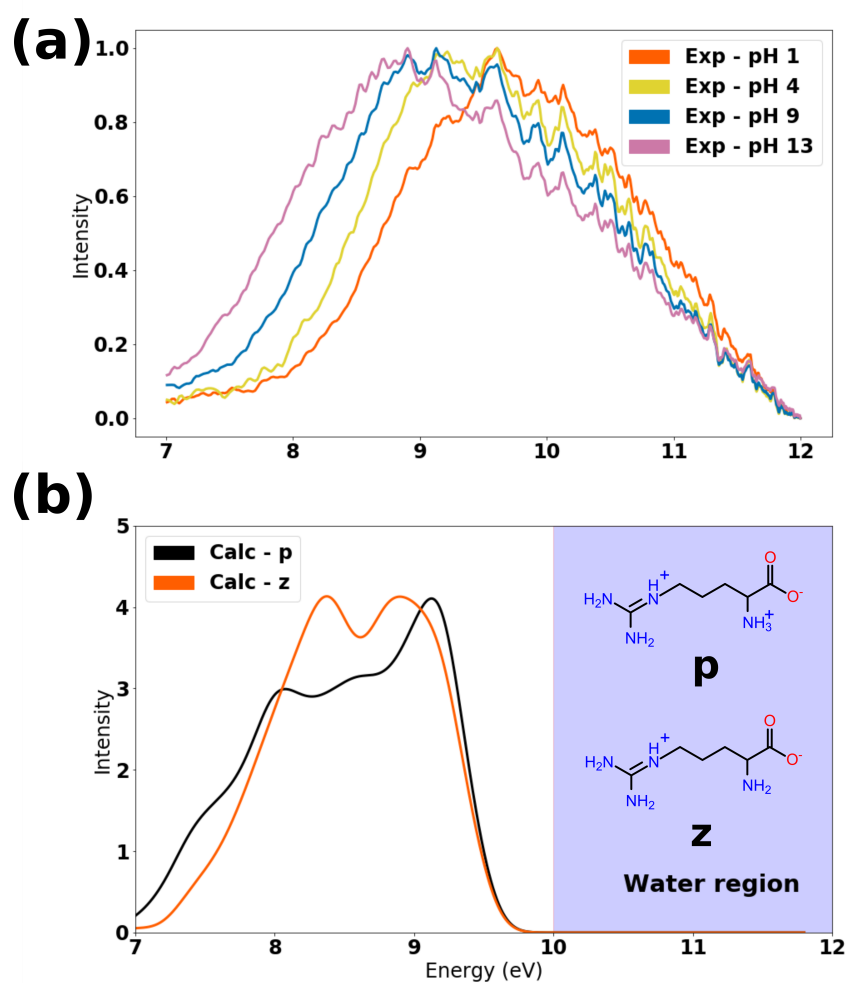 (a)
Intensity
1.0
0.8
0.6
0.4
0.2
0.0
Exp - pH 1
Exp - pH 4
Exp - pH 9
Exp - pH 13
7 8 9 10 11 12
(b)
Intensity
5
4
3
2
1
0
Calc - p
Calc - z
O
H +
H₂N N O⁻
NH₂ NH₃⁺
p
O
H +
H₂N N O⁻
NH₂ NH₂
z
Water region
7 8 9 10 11 12
Energy (eV)